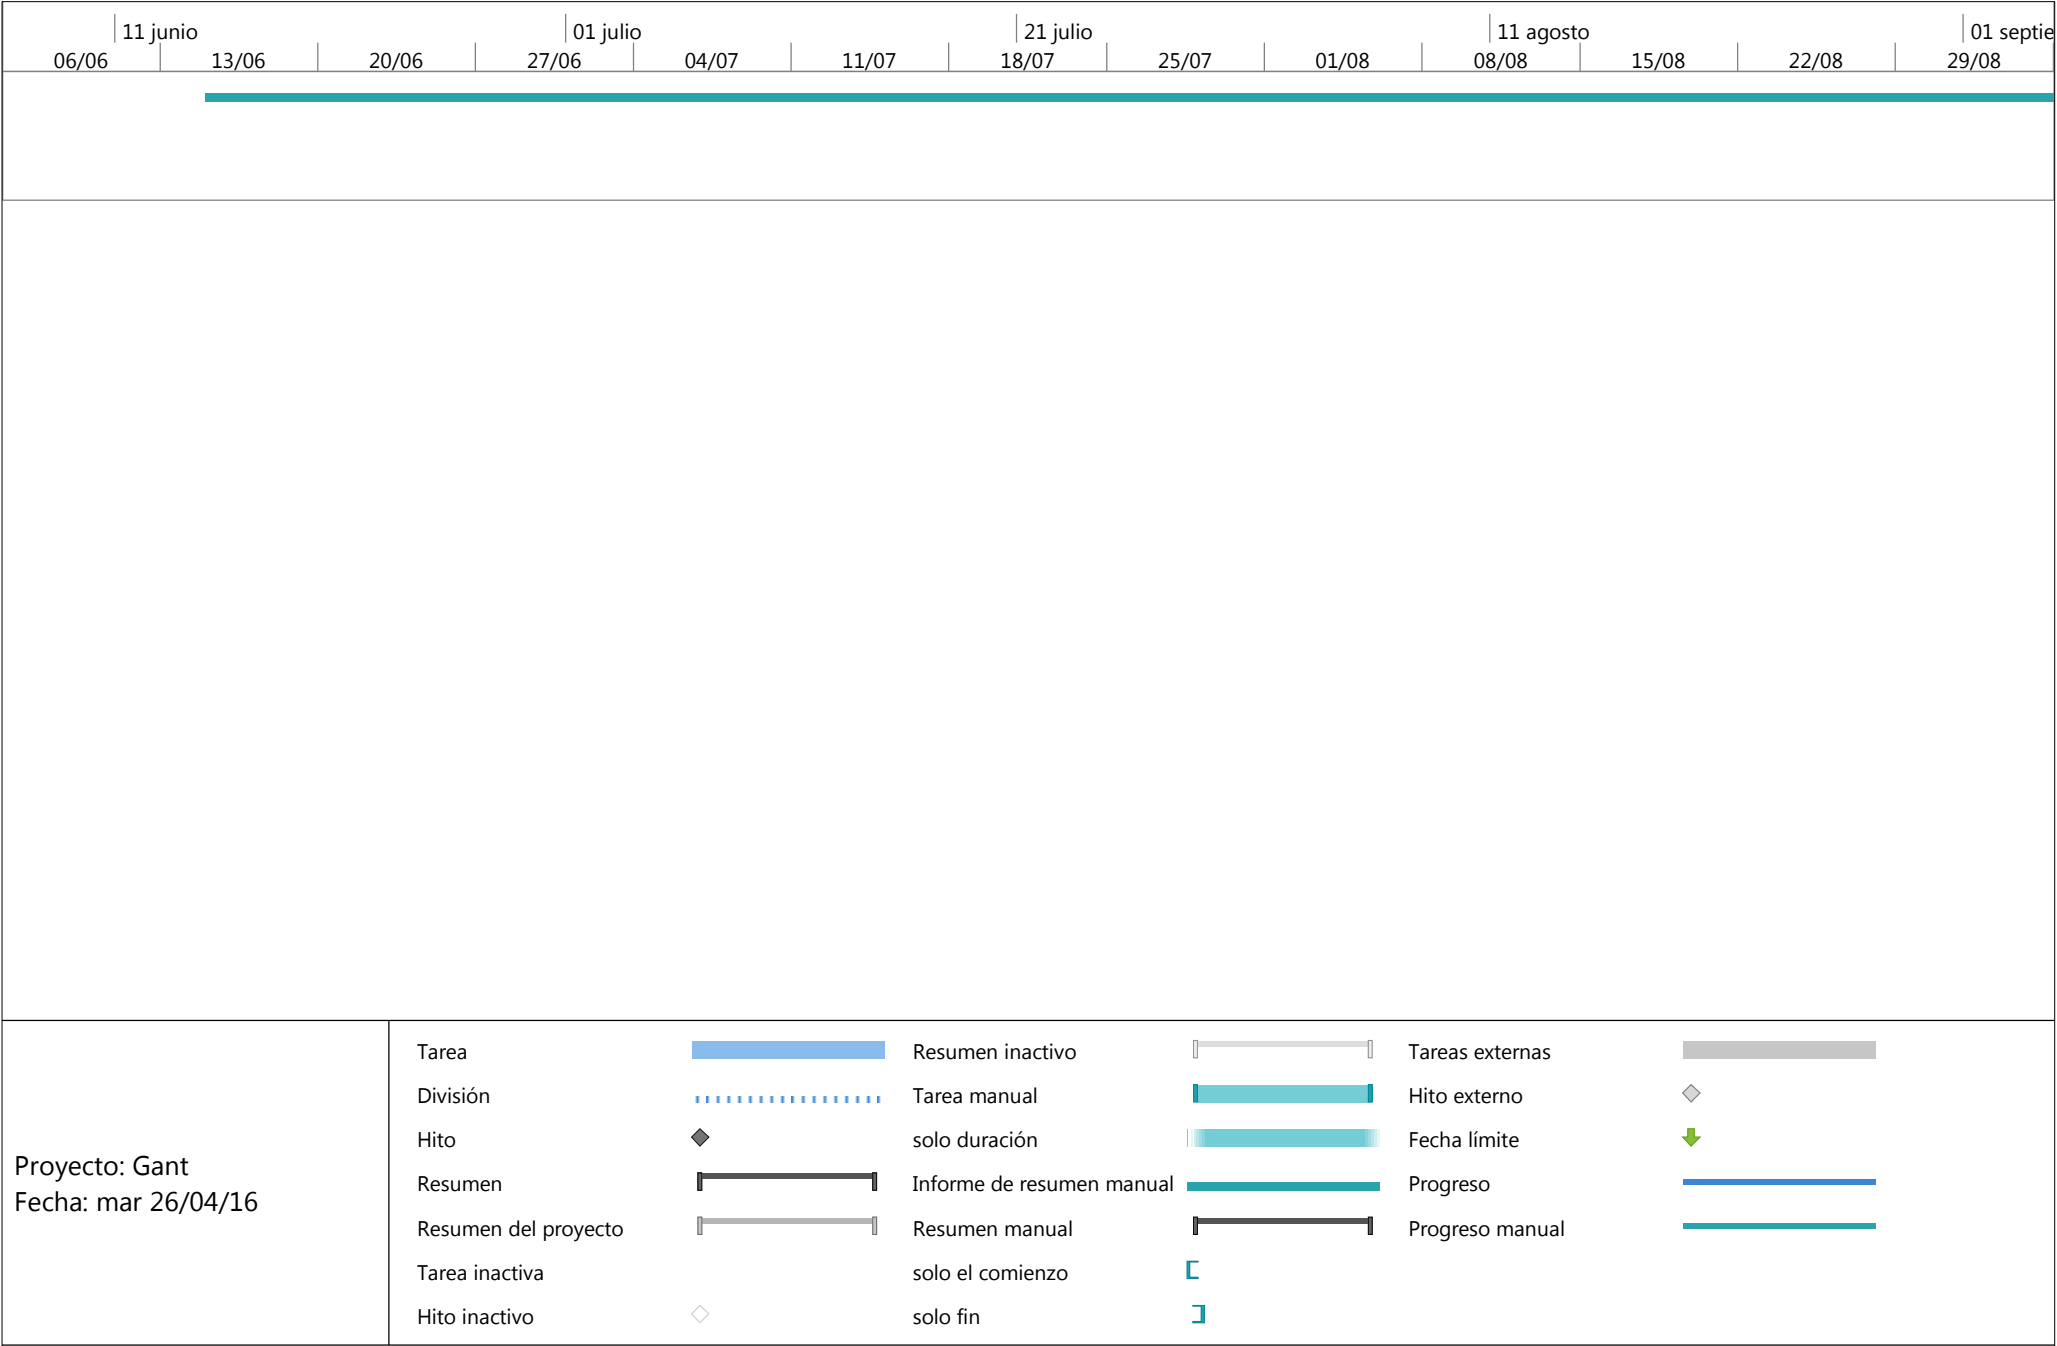 11 junio 01 julio 21 julio 11 agosto 01 septie
06/06 13/06 20/06 27/06 04/07 11/07 18/07 25/07 01/08 08/08 15/08 22/08 29/08
Proyecto: Gant
Fecha: mar 26/04/16
Tarea
División
Hito
Resumen
Resumen del proyecto
Tarea inactiva
Hito inactivo
Resumen inactivo
Tarea manual
solo duración
Informe de resumen manual
Resumen manual
solo el comienzo
solo fin
Tareas externas
Hito externo
Fecha límite
Progreso
Progreso manual